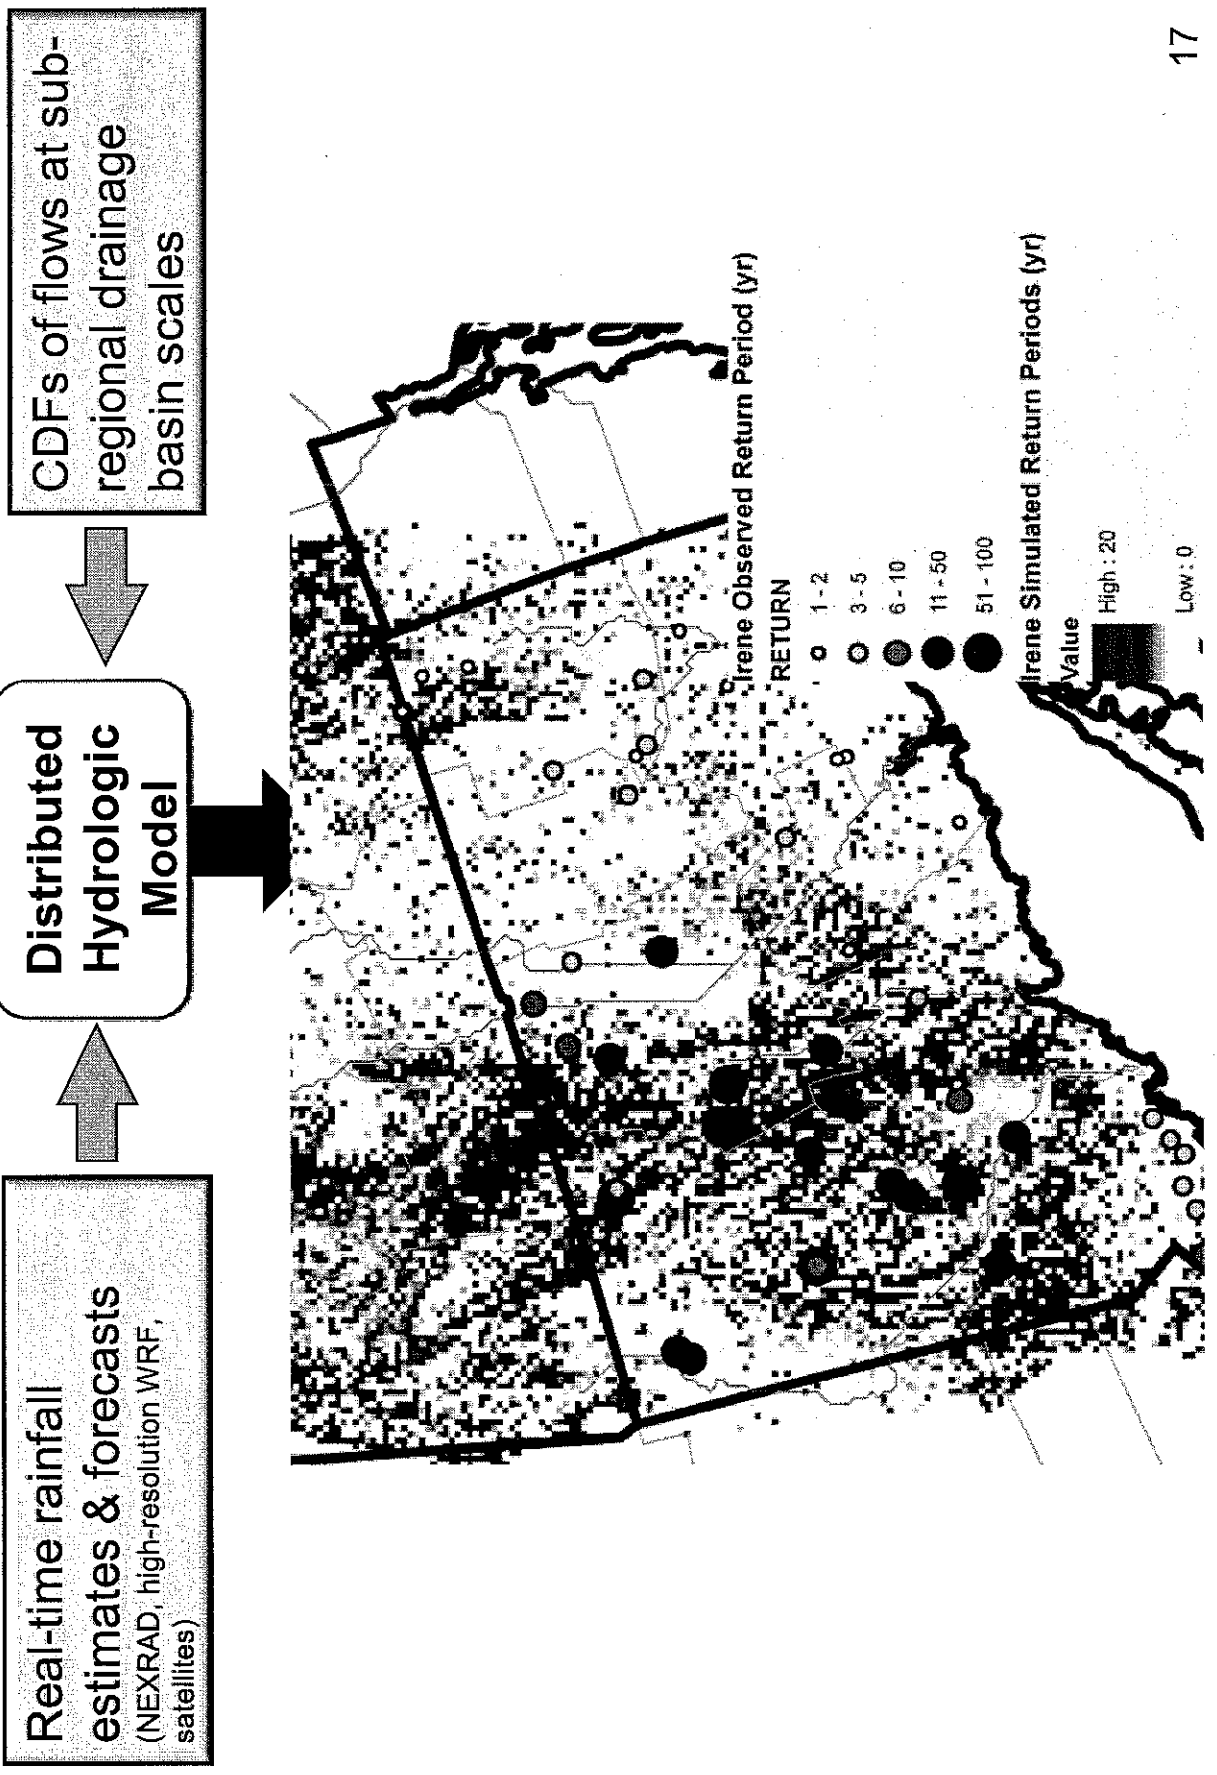 Real-time rainfall
estimates & forecasts
(NEXRAD, high-resolution WRF,
satellites)
Distributed
Hydrologic
Model
CDFs of flows at sub-
regional drainage
basin scales
Irene Observed Return Period (yr)
RETURN
1 - 2
3 - 5
6 - 10
11 - 50
51 - 100
Irene Simulated Return Periods (yr)
Value
High : 20
Low : 0
17